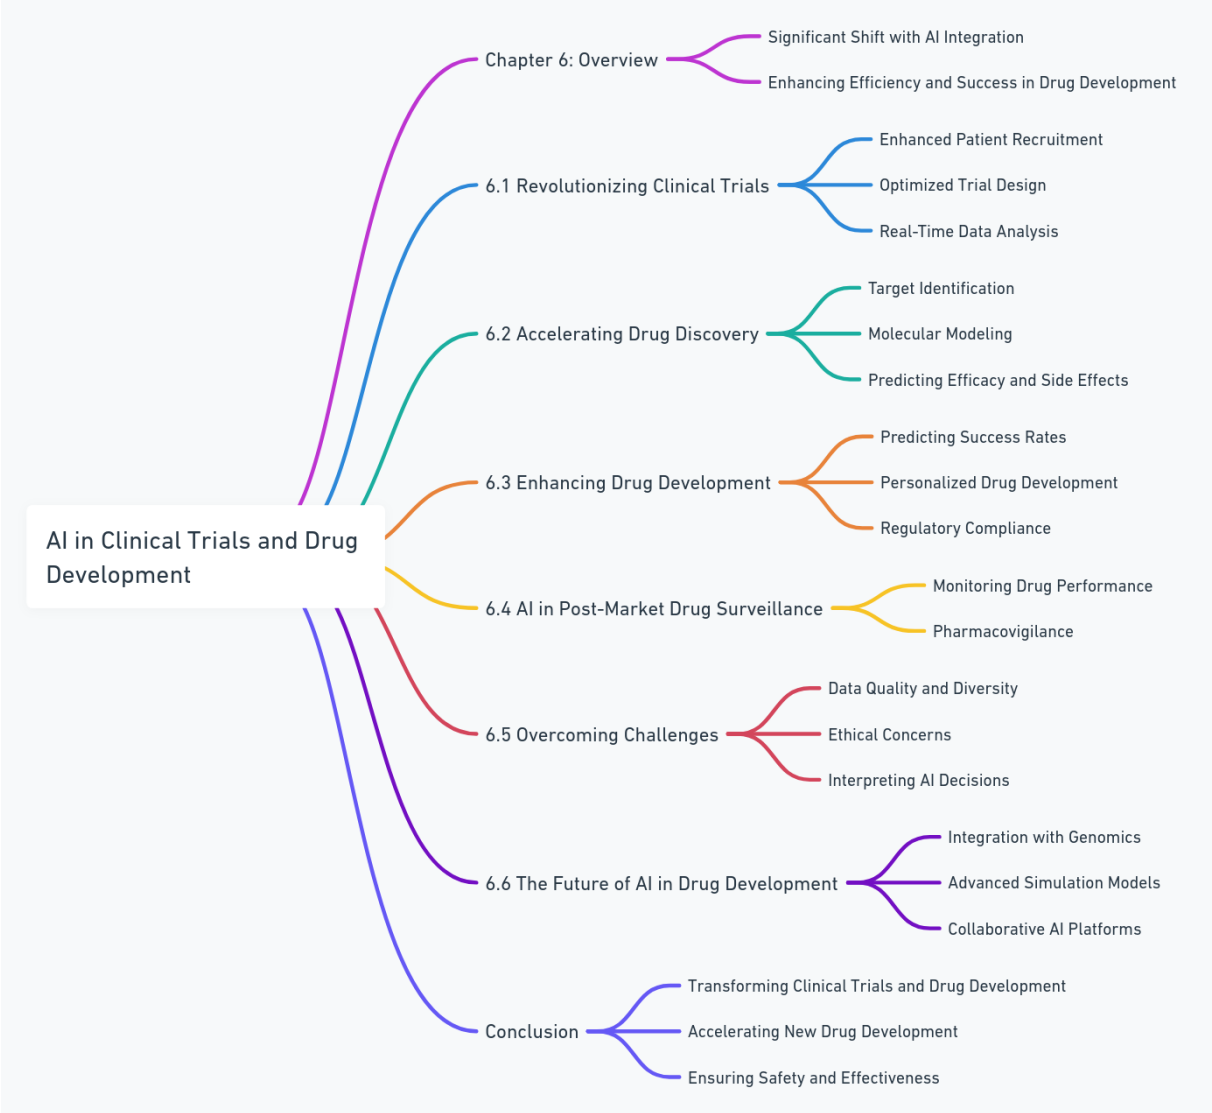 Chapter 6: Overview
Significant Shift with AI Integration
Enhancing Efficiency and Success in Drug Development
6.1 Revolutionizing Clinical Trials
Enhanced Patient Recruitment
Optimized Trial Design
Real-Time Data Analysis
6.2 Accelerating Drug Discovery
Target Identification
Molecular Modeling
Predicting Efficacy and Side Effects
6.3 Enhancing Drug Development
Predicting Success Rates
Personalized Drug Development
Regulatory Compliance
AI in Clinical Trials and Drug
Development
6.4 AI in Post-Market Drug Surveillance
Monitoring Drug Performance
Pharmacovigilance
6.5 Overcoming Challenges
Data Quality and Diversity
Ethical Concerns
Interpreting AI Decisions
6.6 The Future of AI in Drug Development
Integration with Genomics
Advanced Simulation Models
Collaborative AI Platforms
Conclusion
Transforming Clinical Trials and Drug Development
Accelerating New Drug Development
Ensuring Safety and Effectiveness